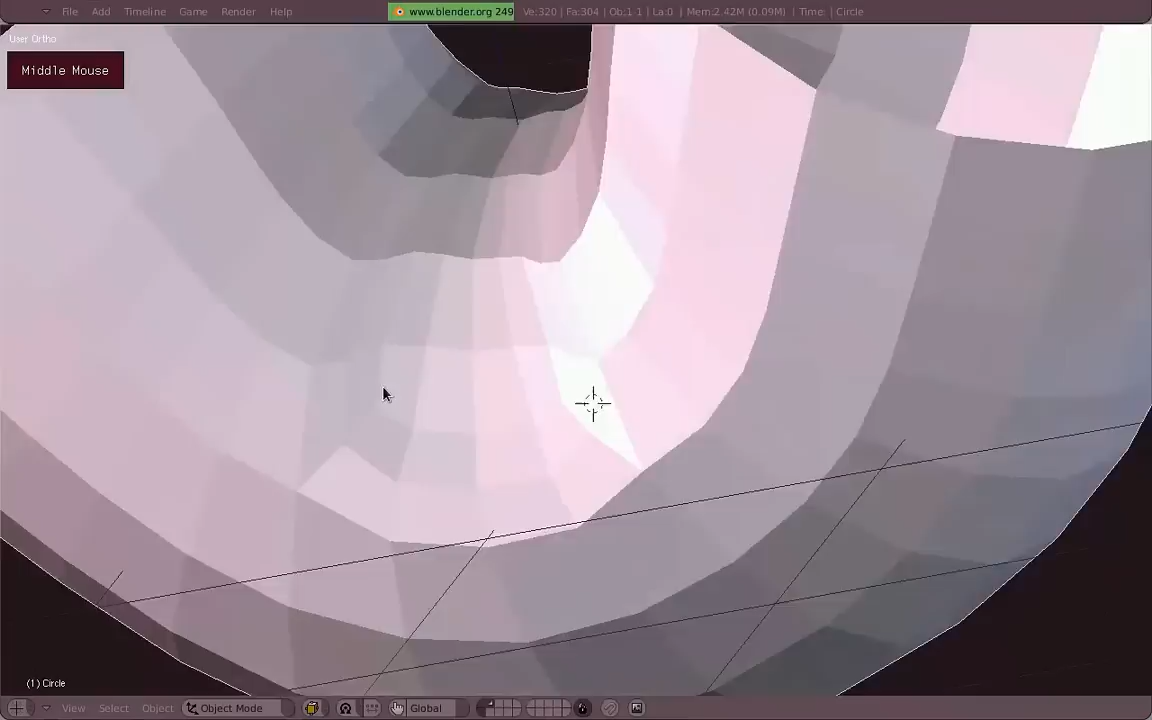 File Add Timeline Game Render Help www.blender.org 249 Ve:320 | Fa:304 | Ob:1-1 | La:0 | Mem:2.42M (0.09M) | Time: | Circle
User Ortho
Middle Mouse
(1) Circle
View Select Object Object Mode Global